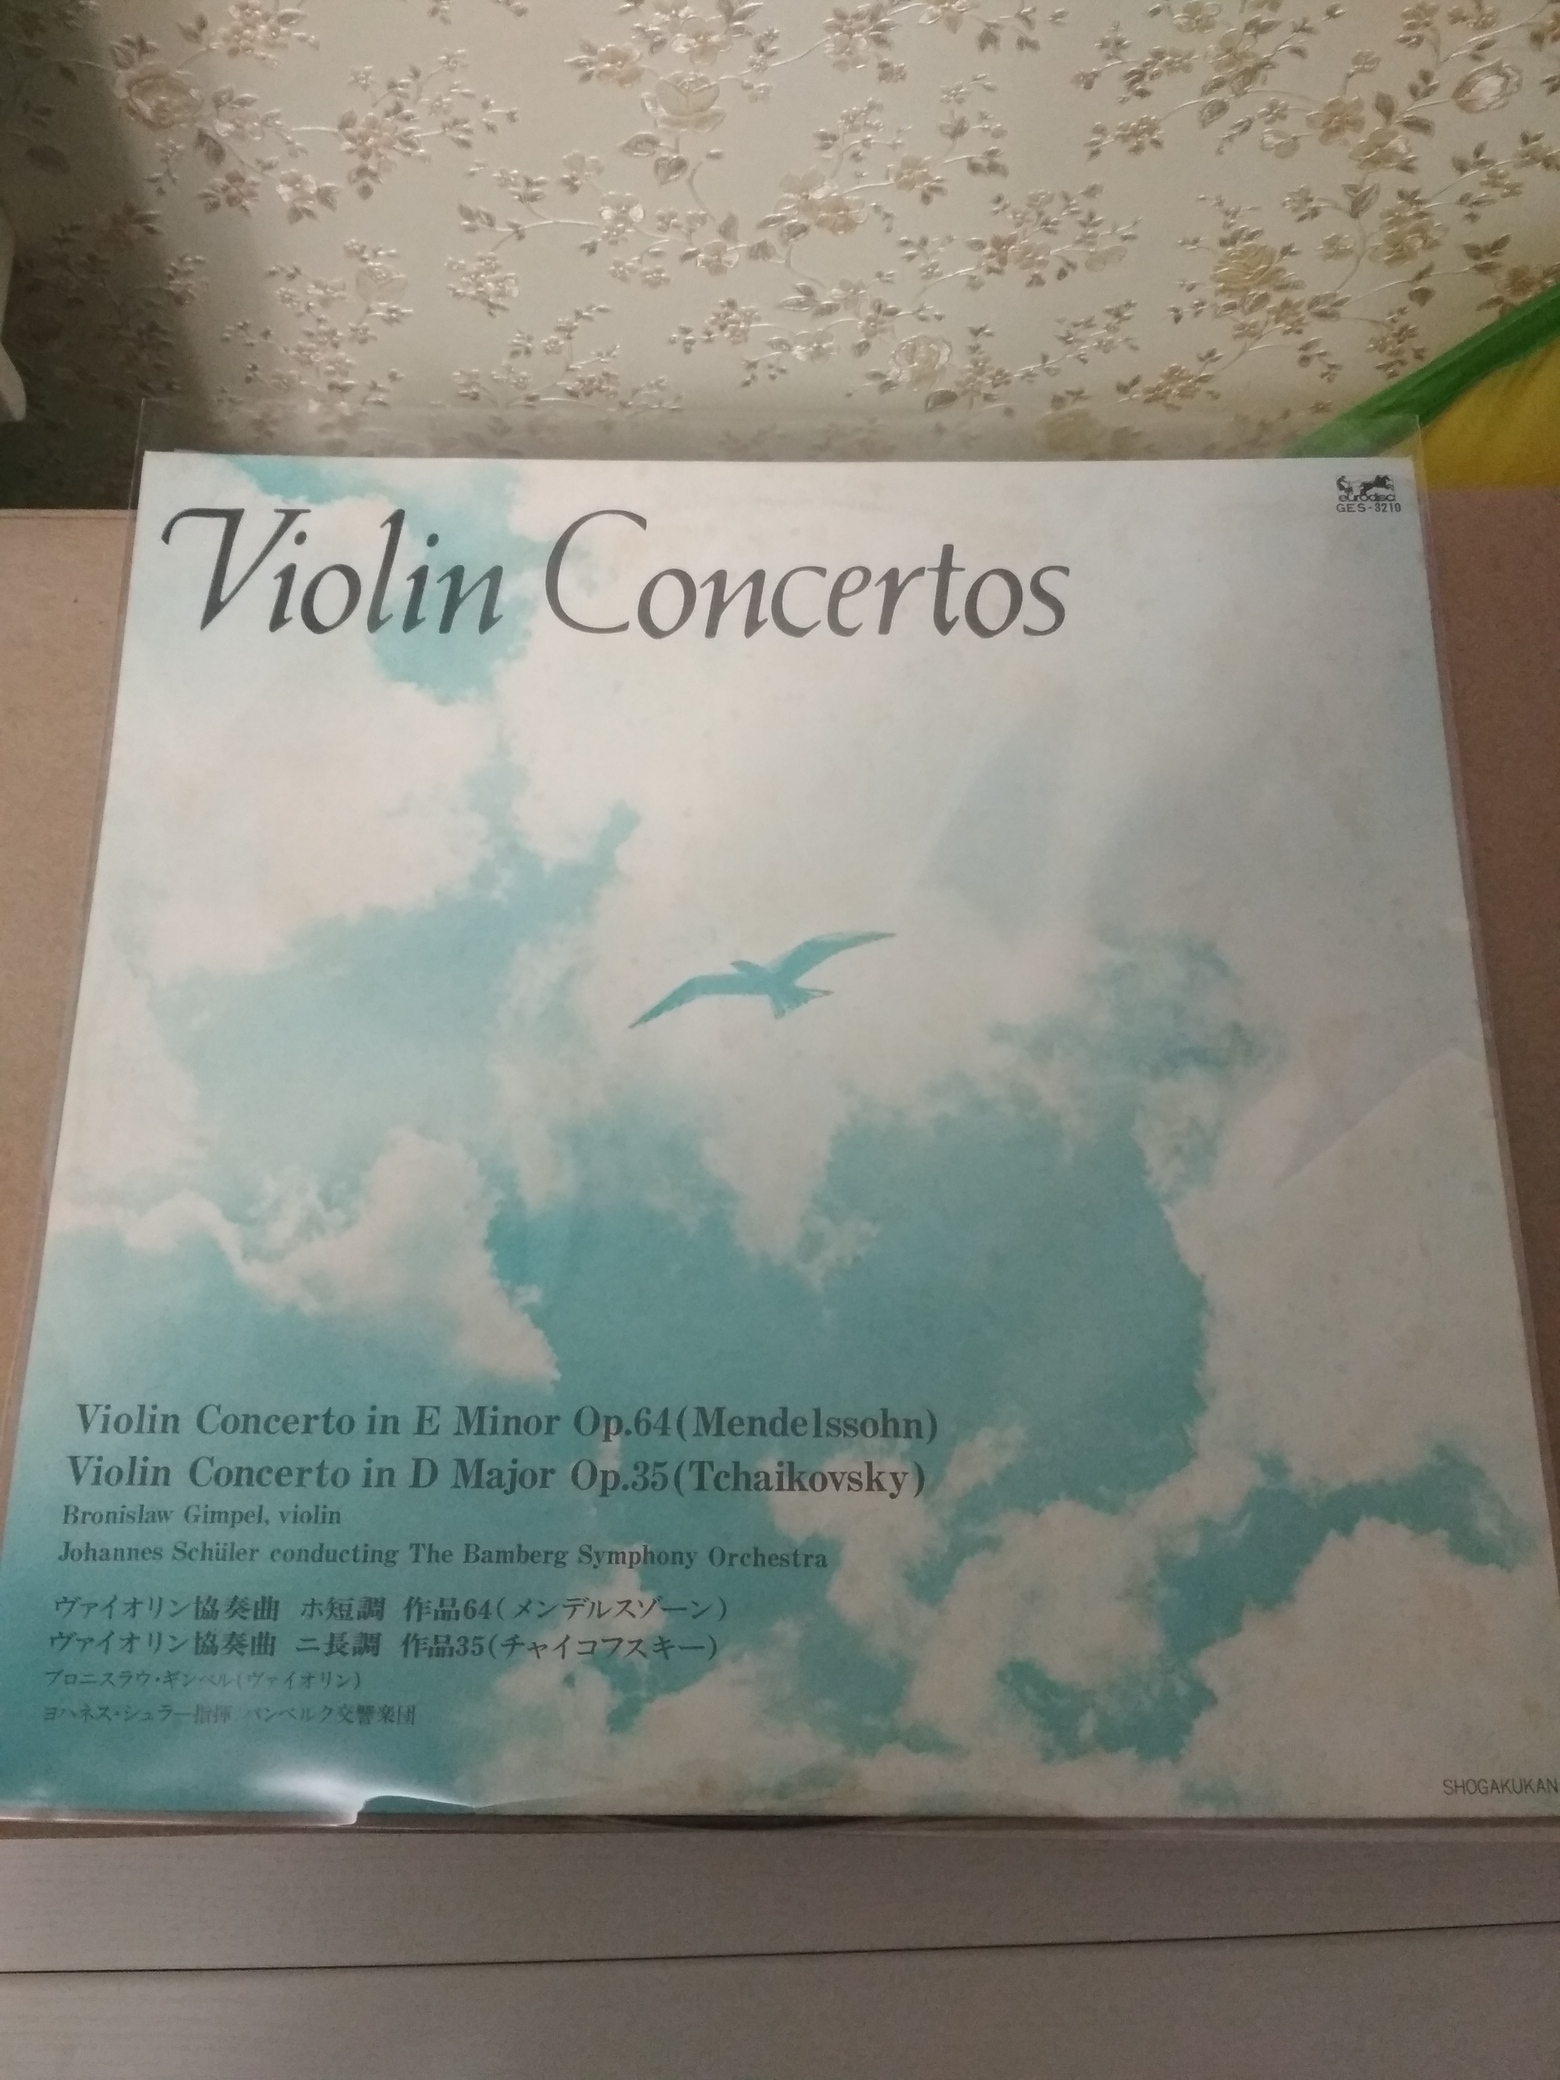 eurodisc
GES-3210
Violin Concertos
Violin Concerto in E Minor Op.64(Mendelssohn)
Violin Concerto in D Major Op.35(Tchaikovsky)
Bronislaw Gimpel, violin
Johannes Schüler conducting The Bamberg Symphony Orchestra
ヴァイオリン協奏曲 ホ短調 作品64(メンデルスゾーン)
ヴァイオリン協奏曲 ニ長調 作品35(チャイコフスキー)
ブロニスラウ・ギンペル(ヴァイオリン)
ヨハネス・シュラー指揮 バンベルク交響楽団
SHOGAKUKAN